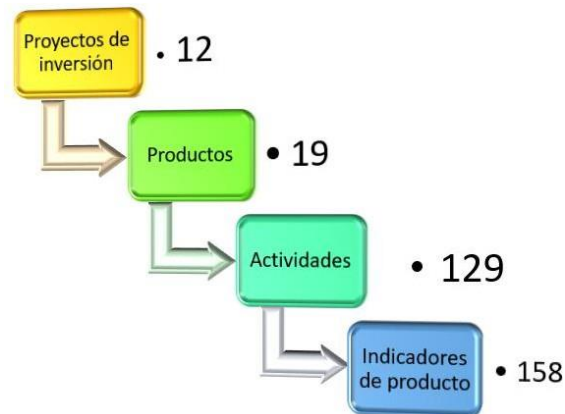 Proyectos de
inversión
• 12
Productos
• 19
Actividades
• 129
Indicadores
de producto
• 158